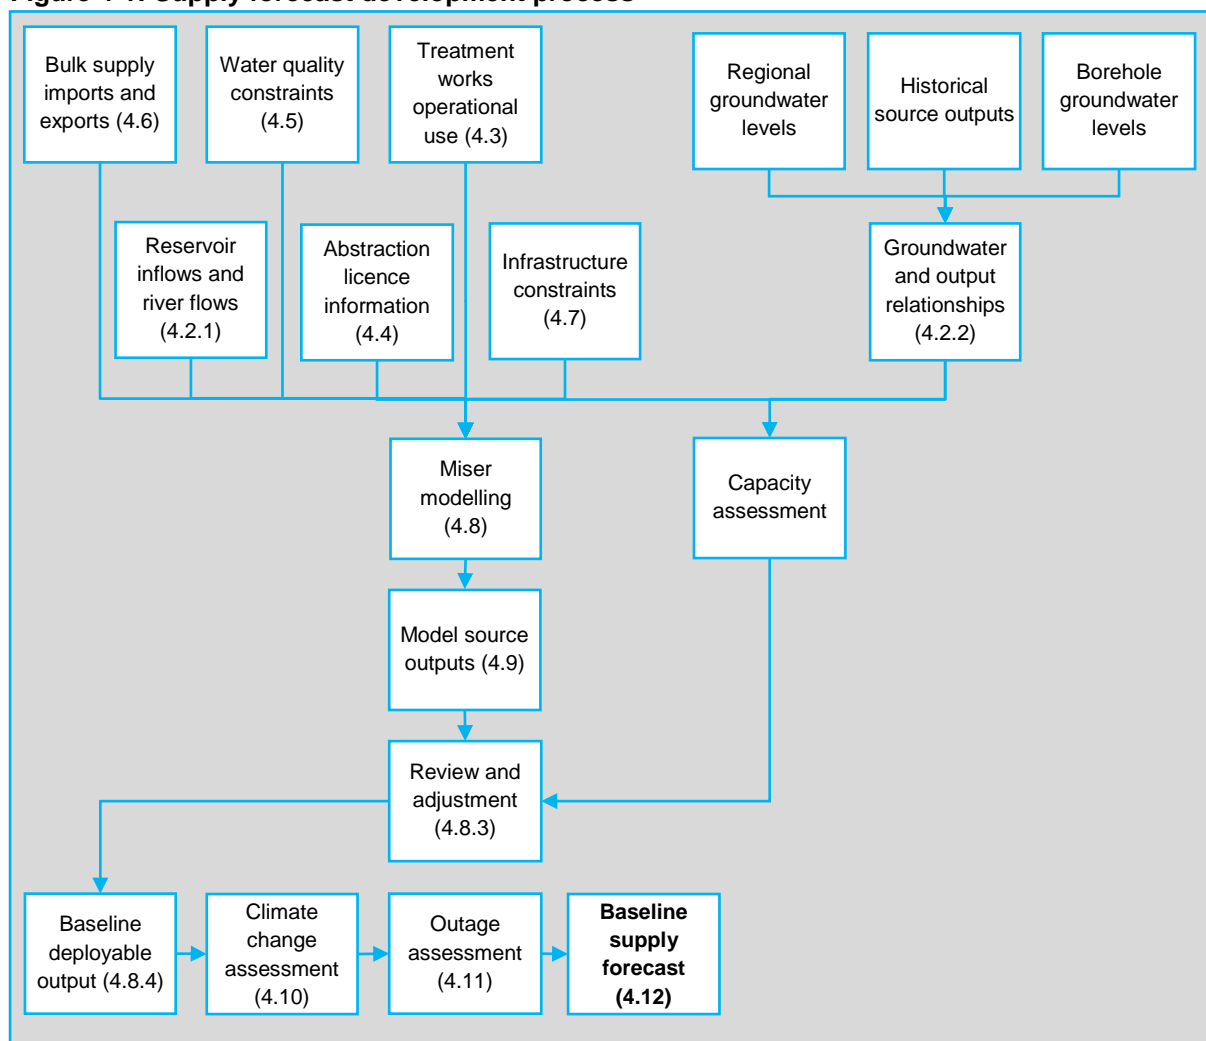 Figure 4-1: Supply forecast development process
Bulk supply
imports and
exports (4.6)
Water quality
constraints
(4.5)
Treatment
works
operational
use (4.3)
Regional
groundwater
levels
Historical
source outputs
Borehole
groundwater
levels
Reservoir
inflows and
river flows
(4.2.1)
Abstraction
licence
information
(4.4)
Infrastructure
constraints
(4.7)
Groundwater
and output
relationships
(4.2.2)
Miser
modelling
(4.8)
Capacity
assessment
Model source
outputs (4.9)
Review and
adjustment
(4.8.3)
Baseline
deployable
output (4.8.4)
Climate
change
assessment
(4.10)
Outage
assessment
(4.11)
Baseline
supply
forecast
(4.12)